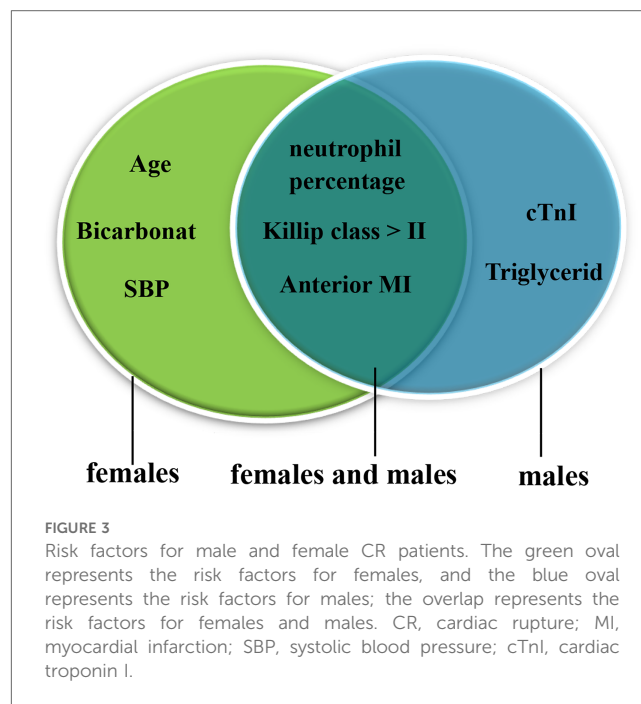 Age
Bicarbonat
SBP
neutrophil
percentage
Killip class > II
Anterior MI
cTnI
Triglycerid
females
females and males
males
FIGURE 3
Risk factors for male and female CR patients. The green oval
represents the risk factors for females, and the blue oval
represents the risk factors for males; the overlap represents the
risk factors for females and males. CR, cardiac rupture; MI,
myocardial infarction; SBP, systolic blood pressure; cTnI, cardiac
troponin I.